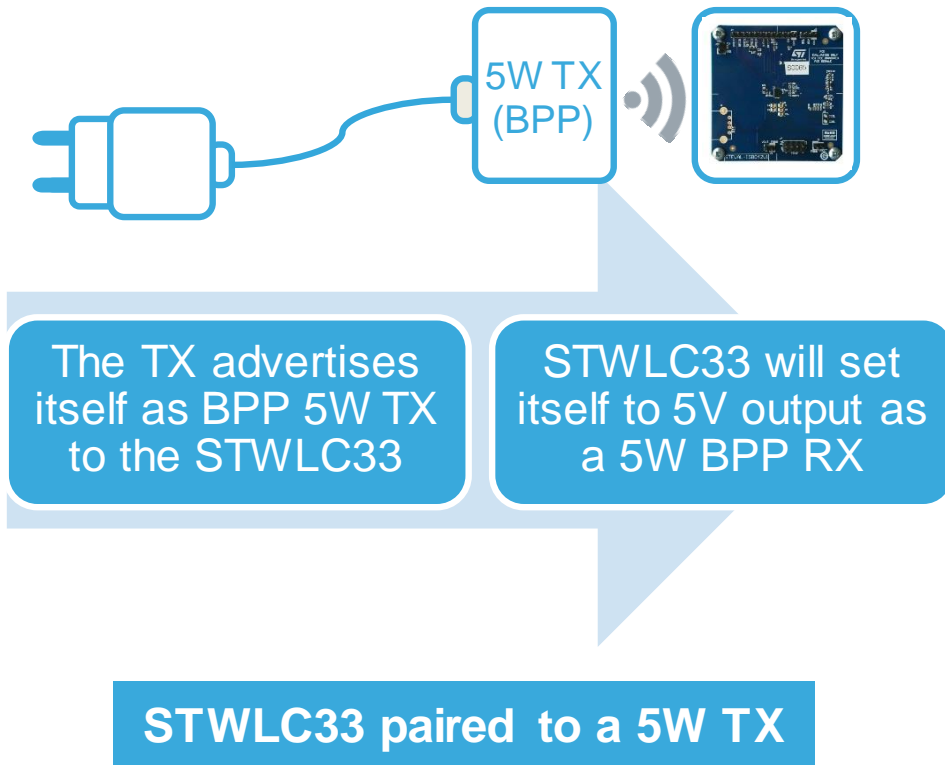 5W TX
(BPP)
The TX advertises
itself as BPP 5W TX
to the STWLC33
STWLC33 will set
itself to 5V output as
a 5W BPP RX
STWLC33 paired to a 5W TX